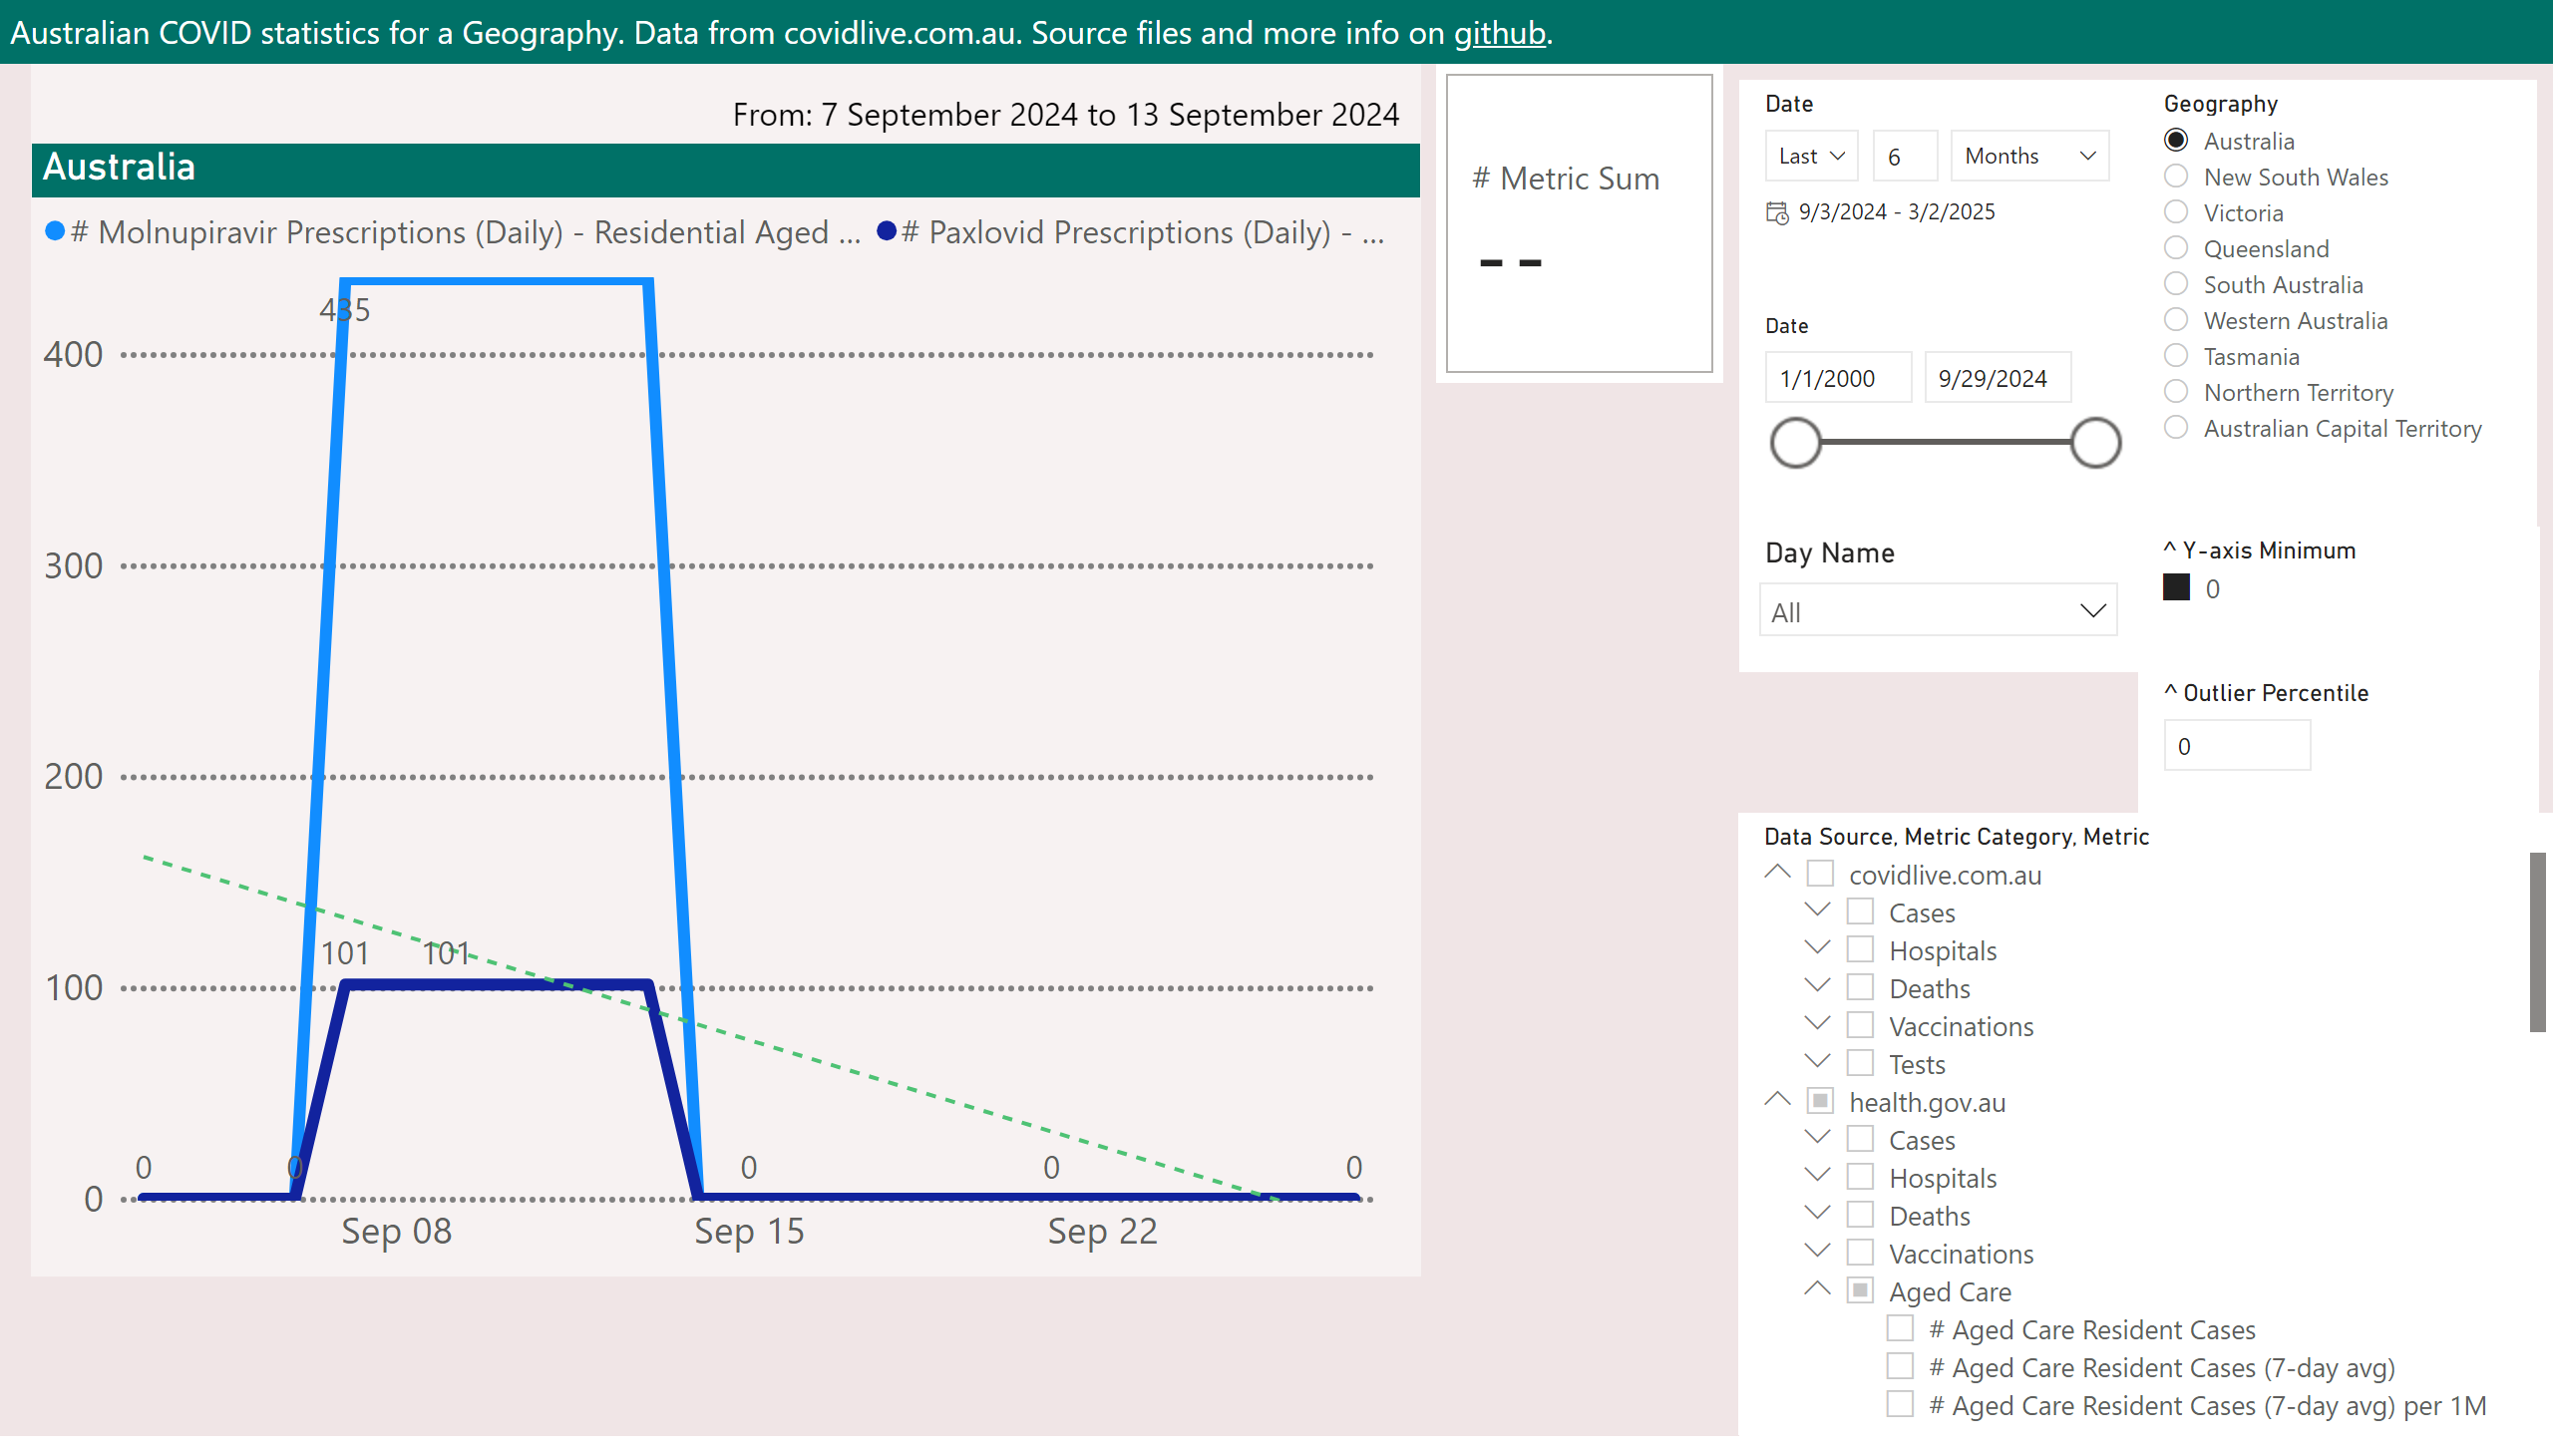 Australian COVID statistics for a Geography. Data from covidlive.com.au. Source files and more info on github.
From: 7 September 2024 to 13 September 2024
Australia
# Molnupiravir Prescriptions (Daily) - Residential Aged ... # Paxlovid Prescriptions (Daily) - ...
435
400
300
200
101 101
100
0 0 0 0 0
0
Sep 08 Sep 15 Sep 22
# Metric Sum
--
Date
Last 6 Months
9/3/2024 - 3/2/2025
Date
1/1/2000 9/29/2024
Day Name
All
Geography
Australia
New South Wales
Victoria
Queensland
South Australia
Western Australia
Tasmania
Northern Territory
Australian Capital Territory
^ Y-axis Minimum
0
^ Outlier Percentile
0
Data Source, Metric Category, Metric
covidlive.com.au
Cases
Hospitals
Deaths
Vaccinations
Tests
health.gov.au
Cases
Hospitals
Deaths
Vaccinations
Aged Care
# Aged Care Resident Cases
# Aged Care Resident Cases (7-day avg)
# Aged Care Resident Cases (7-day avg) per 1M